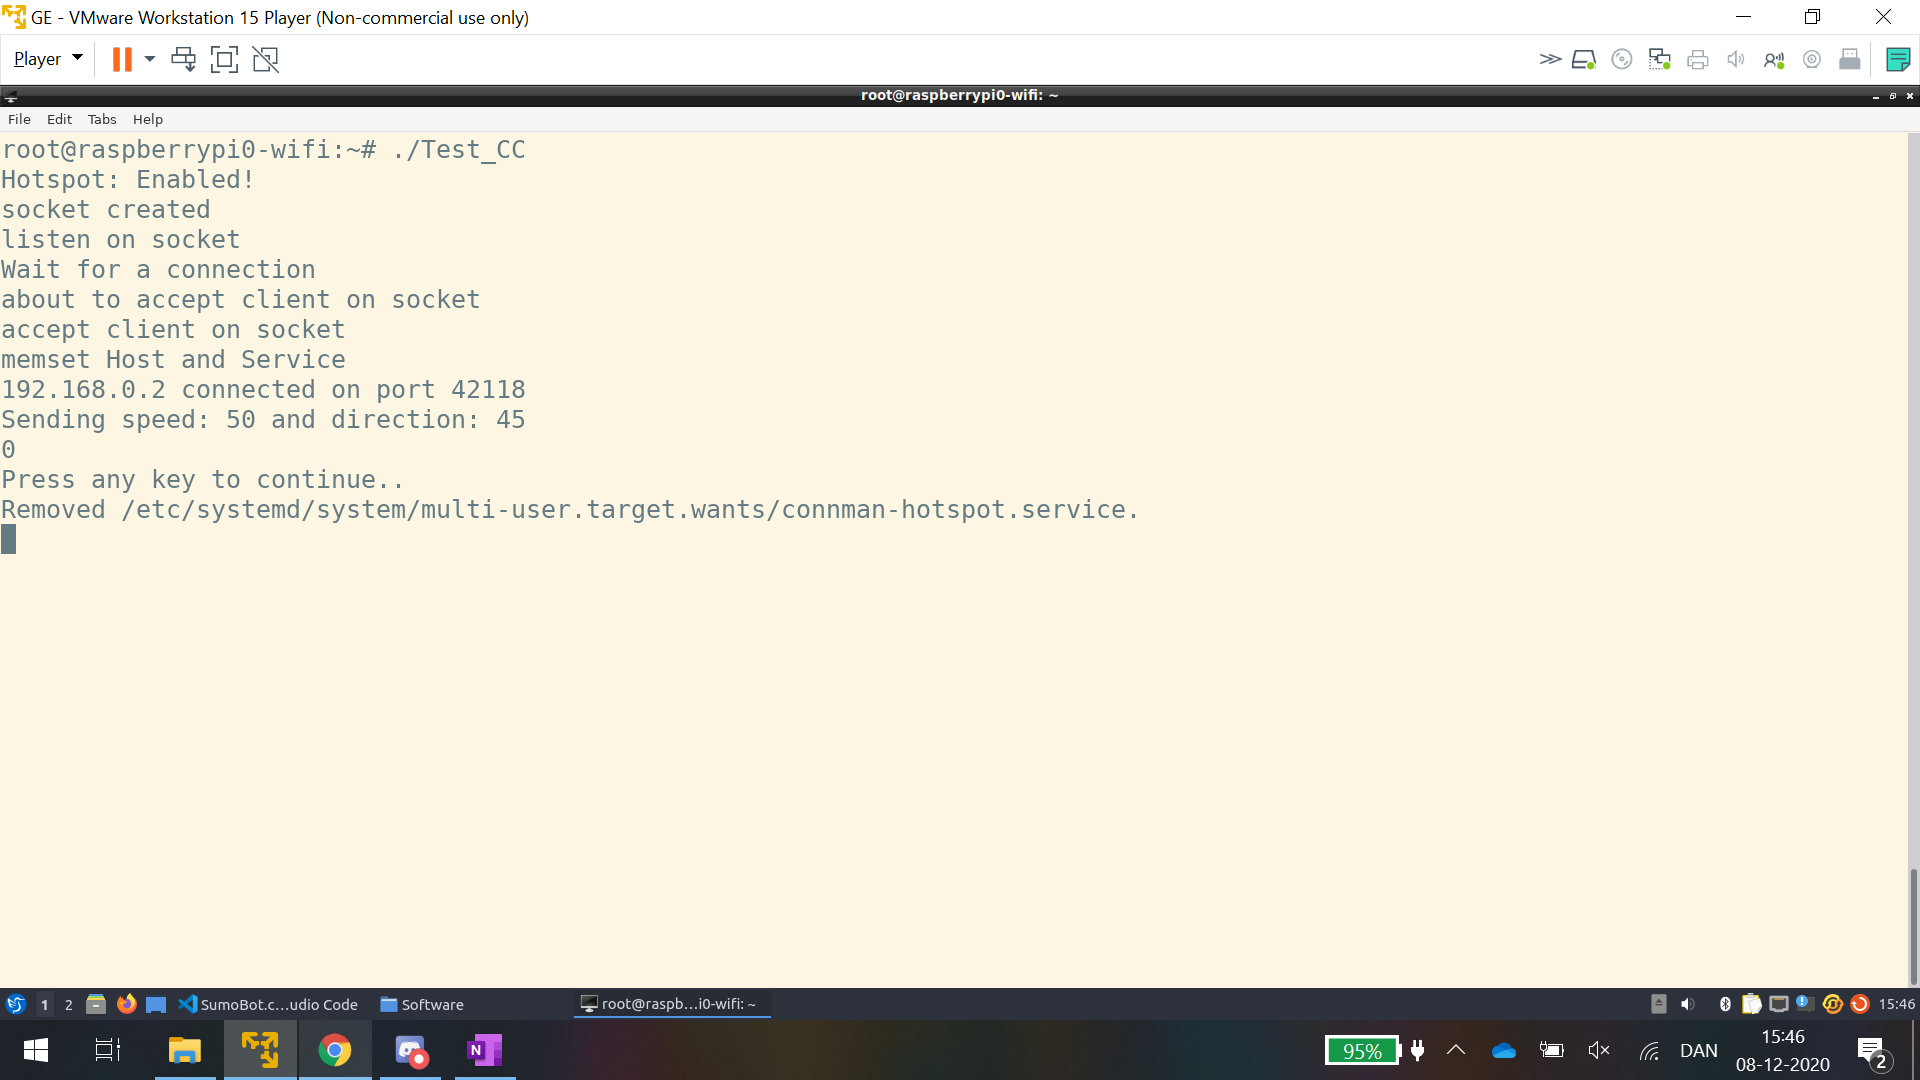 GE - VMware Workstation 15 Player (Non-commercial use only)
Player
root@raspberrypi0-wifi: ~
File Edit Tabs Help
root@raspberrypi0-wifi:~# ./Test_CC
Hotspot: Enabled!
socket created
listen on socket
Wait for a connection
about to accept client on socket
accept client on socket
memset Host and Service
192.168.0.2 connected on port 42118
Sending speed: 50 and direction: 45
0
Press any key to continue..
Removed /etc/systemd/system/multi-user.target.wants/connman-hotspot.service.
1 2 SumoBot.c...udio Code Software root@raspb...i0-wifi: ~ 15:46
95% DAN 15:46
08-12-2020 2